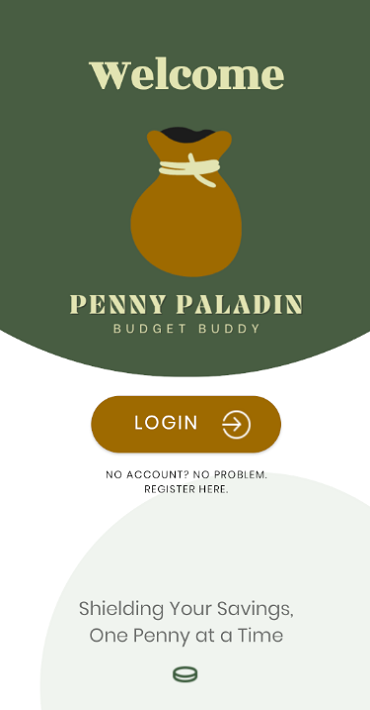 Welcome
PENNY PALADIN
BUDGET BUDDY
LOGIN
NO ACCOUNT? NO PROBLEM.
REGISTER HERE.
Shielding Your Savings,
One Penny at a Time